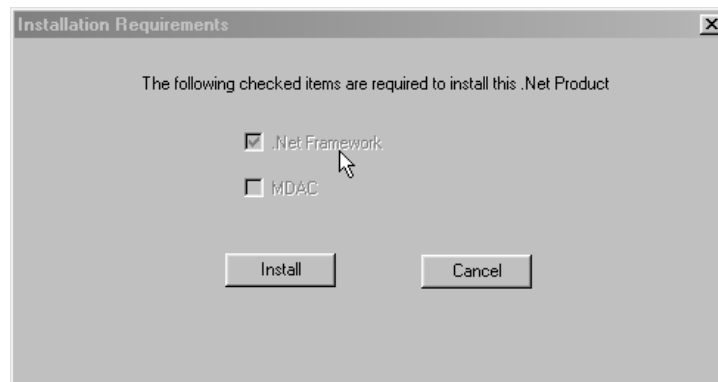 Installation Requirements
The following checked items are required to install this .Net Product
.Net Framework
MDAC
Install Cancel